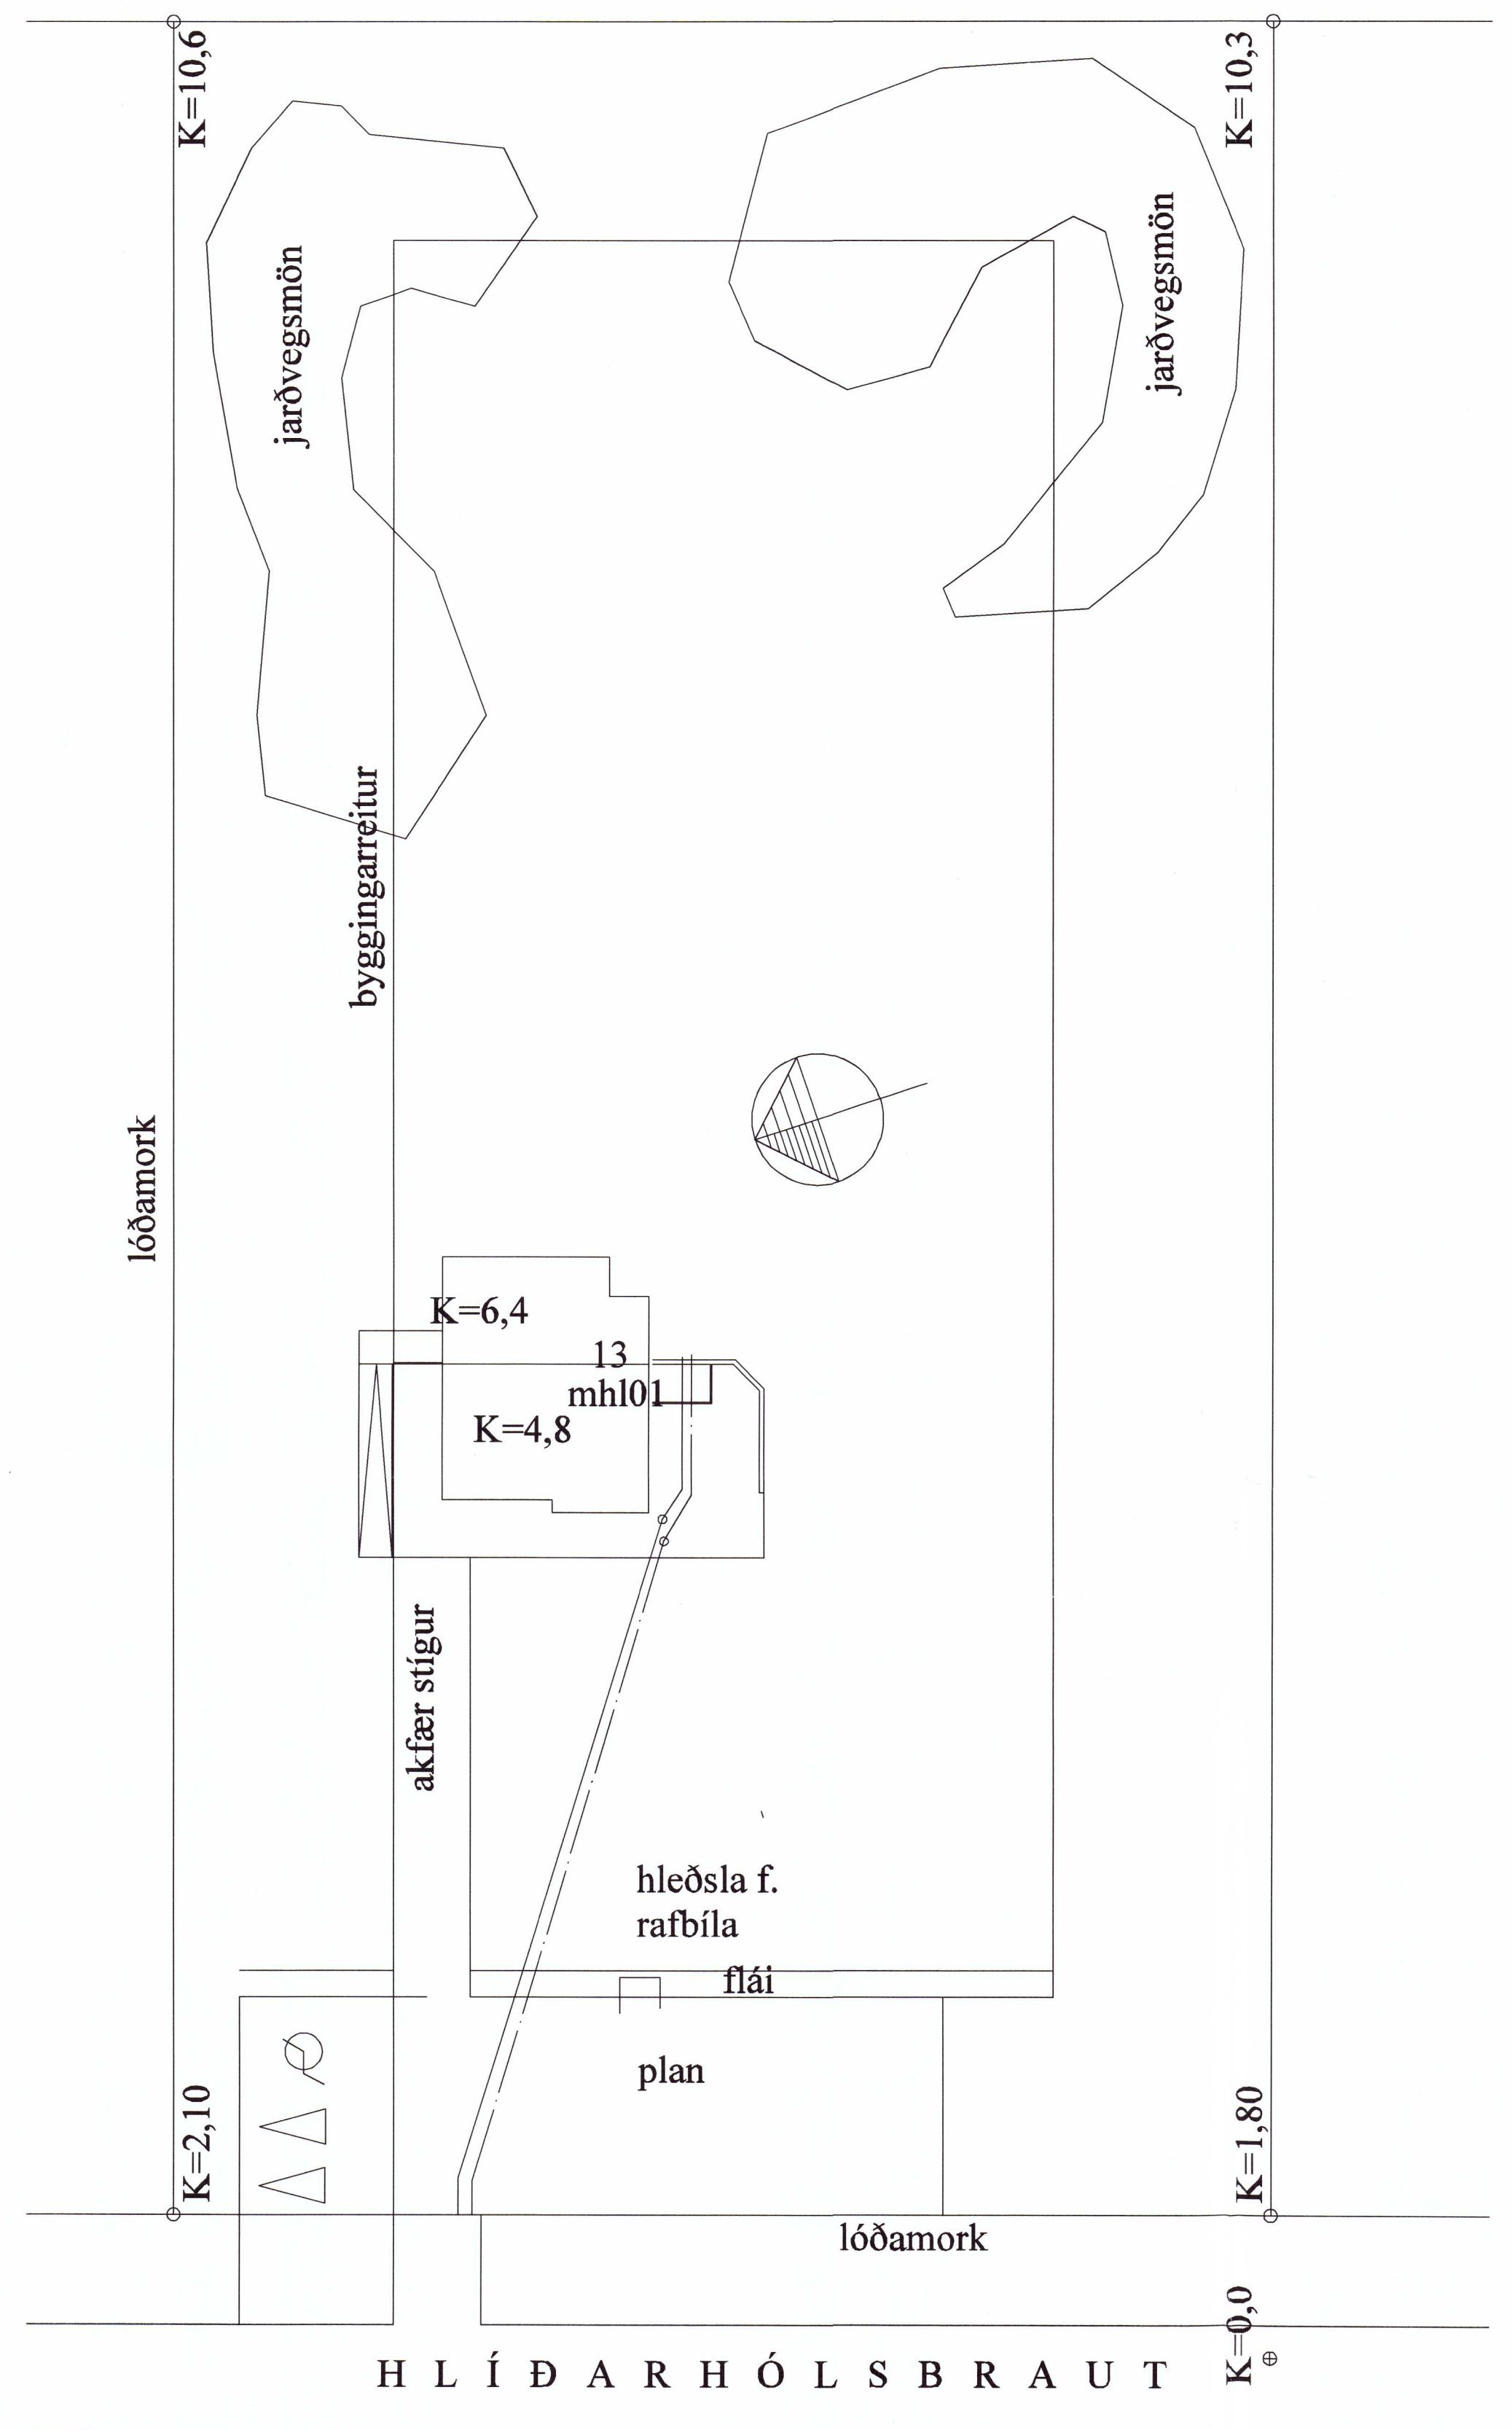 K=10,6
K=10,3
jarðvegsmön
jarðvegsmön
byggingarreitur
lóðamork
K=6,4
13
mhl01
K=4,8
akfær stígur
hleðsla f.
rafbíla
flái
plan
K=2,10
K=1,80
lóðamork
K=0,0
HLÍÐARHÓLSBRAUT